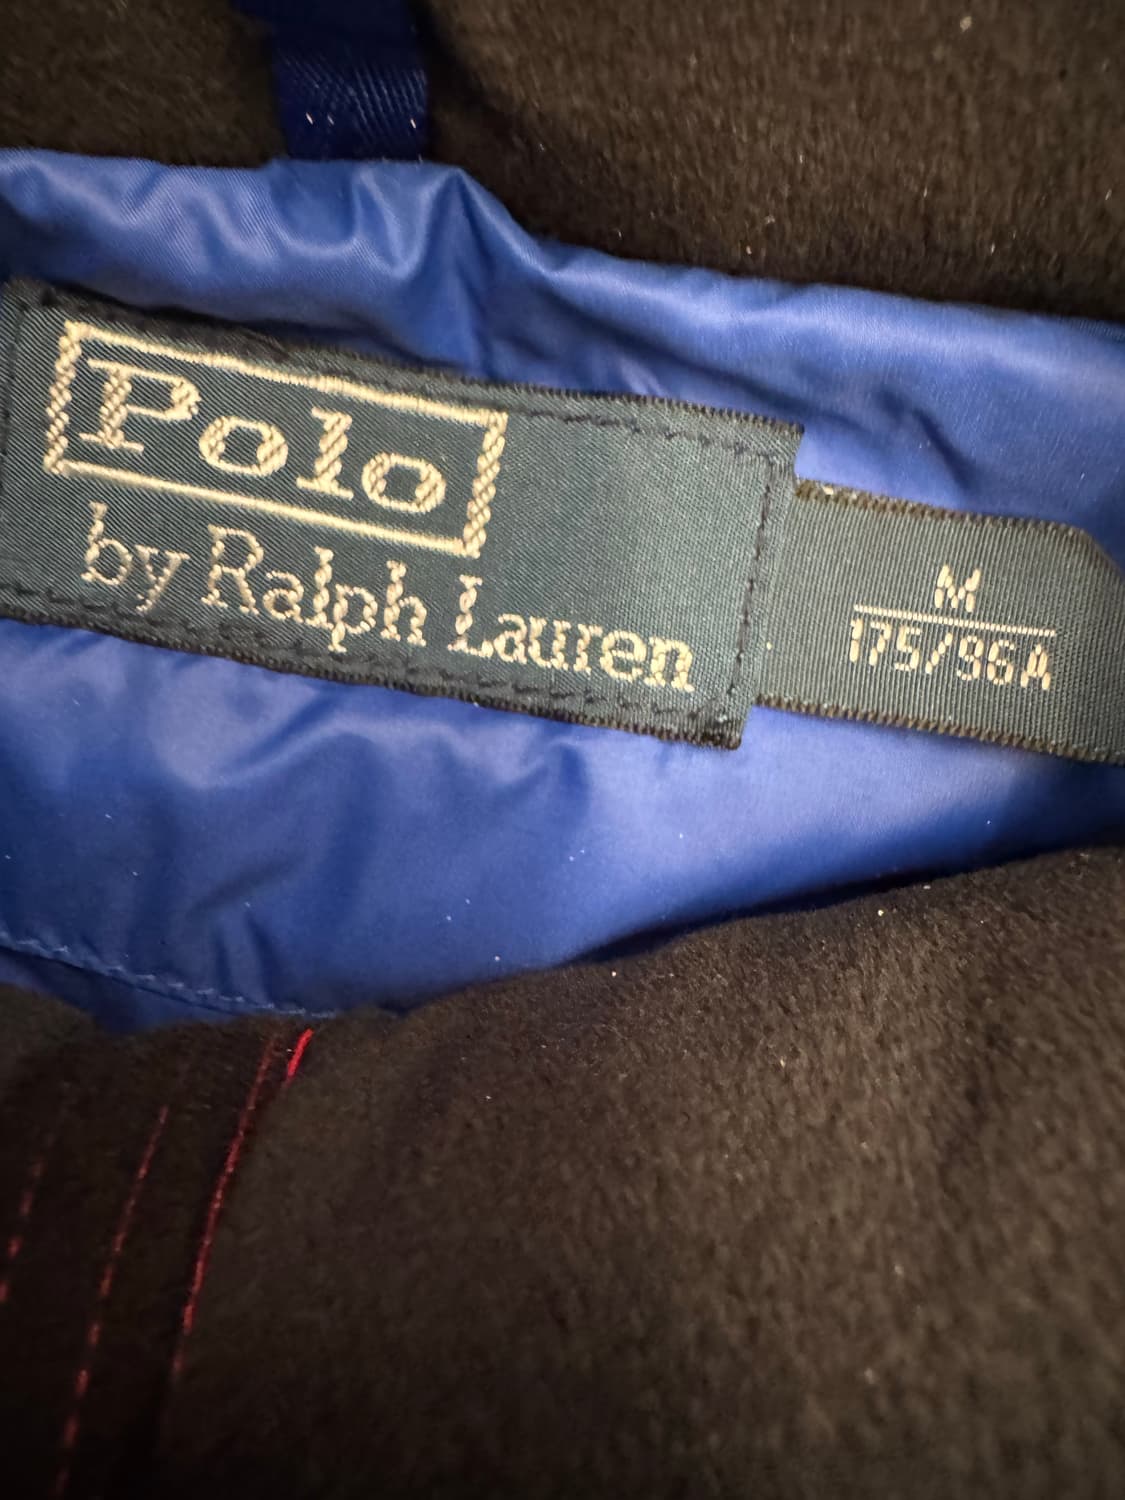 Polo
by Ralph Lauren
M
175/96A